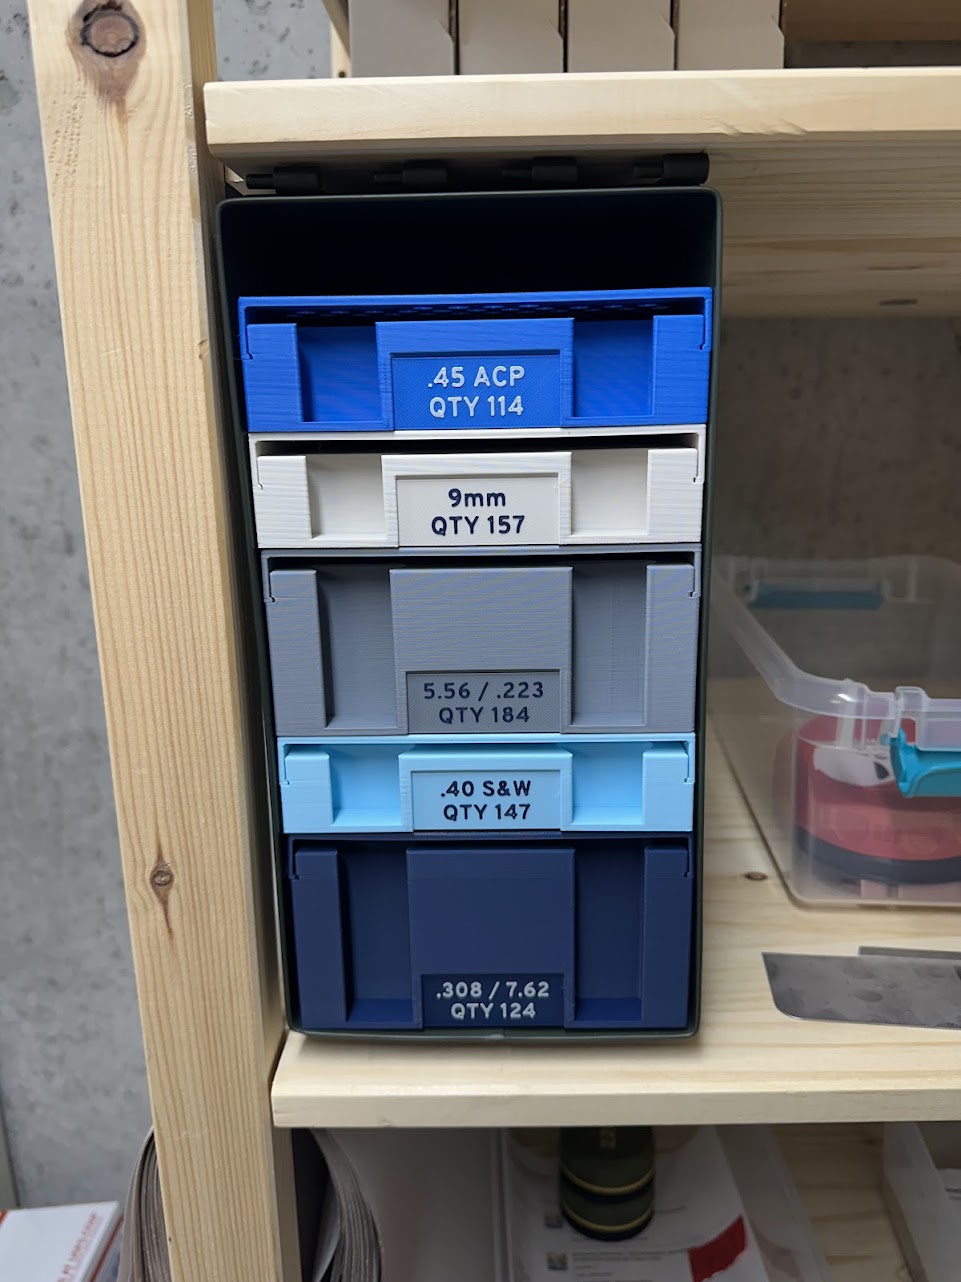 .45 ACP
QTY 114
9mm
QTY 157
5.56 / .223
QTY 184
.40 S&W
QTY 147
.308 / 7.62
QTY 124